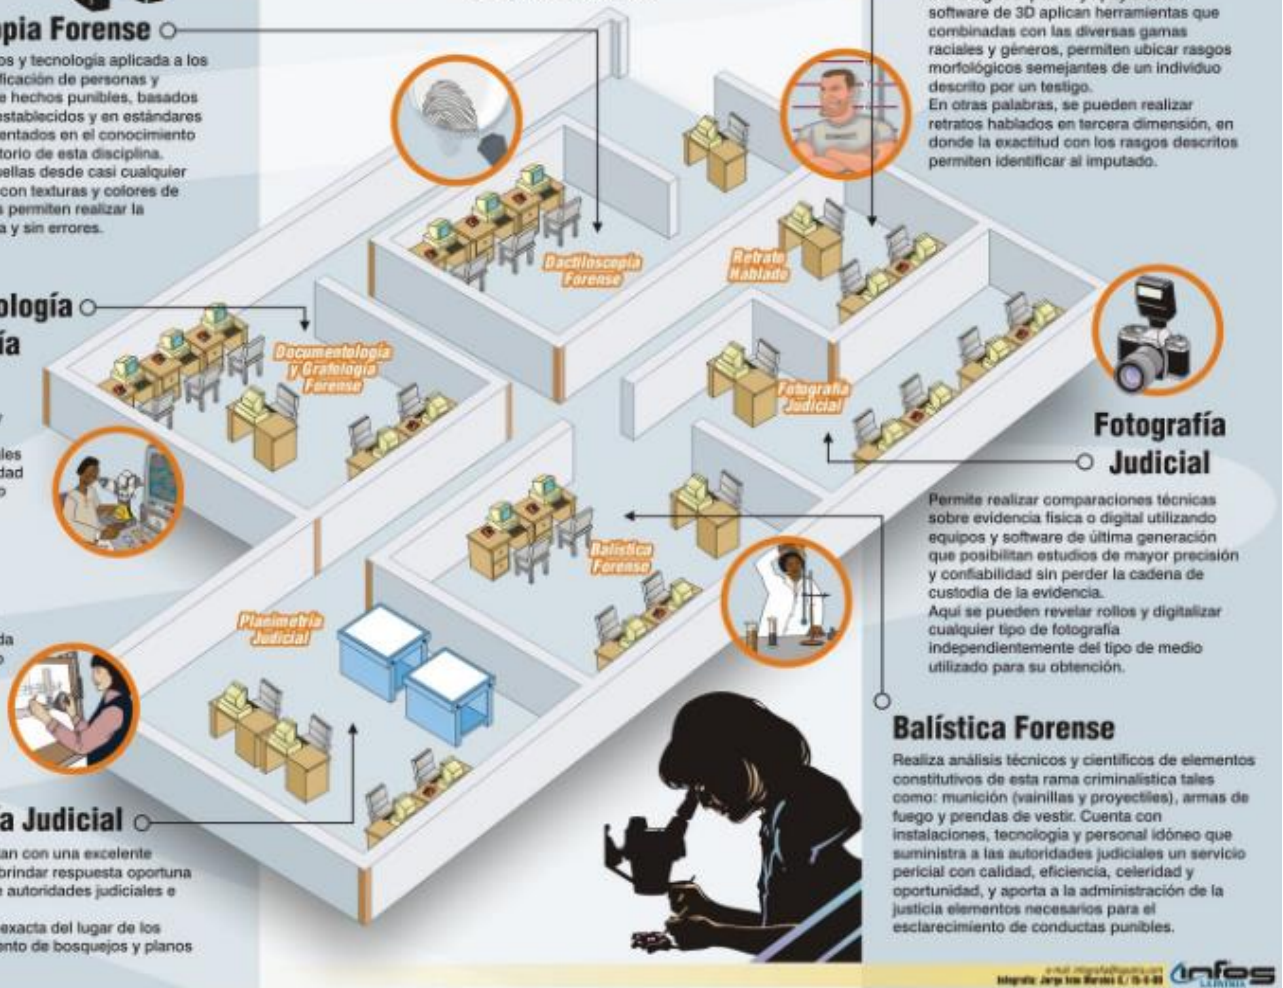 opia Forense
os y tecnología aplicada a los
ficación de personas y
e hechos punibles, basados
establecidos y en estándares
entados en el conocimiento
torio de esta disciplina.
uellas desde casi cualquier
con texturas y colores de
s permiten realizar la
a y sin errores.
software de 3D aplican herramientas que
combinadas con las diversas gamas
raciales y géneros, permiten ubicar rasgos
morfológicos semejantes de un individuo
descrito por un testigo.
En otras palabras, se pueden realizar
retratos hablados en tercera dimensión, en
donde la exactitud con los rasgos descritos
permiten identificar al imputado.
Dactiloscopia
Forense
Retrato
Hablado
ología
ía
les
dad
o
Documentología
y Grafología
Forense
Fotografía
Judicial
Fotografía
Judicial
Permite realizar comparaciones técnicas
sobre evidencia física o digital utilizando
equipos y software de última generación
que posibilitan estudios de mayor precisión
y confiabilidad sin perder la cadena de
custodia de la evidencia.
Aquí se pueden revelar rollos y digitalizar
cualquier tipo de fotografía
independientemente del tipo de medio
utilizado para su obtención.
Balística
Forense
Planimetría
Judicial
da
o
Balística Forense
Realiza análisis técnicos y científicos de elementos
constitutivos de esta rama criminalística tales
como: munición (vainillas y proyectiles), armas de
fuego y prendas de vestir. Cuenta con
instalaciones, tecnología y personal idóneo que
suministra a las autoridades judiciales un servicio
pericial con calidad, eficiencia, celeridad y
oportunidad, y aporta a la administración de la
justicia elementos necesarios para el
esclarecimiento de conductas punibles.
a Judicial
an con una excelente
brindar respuesta oportuna
e autoridades judiciales e
exacta del lugar de los
ento de bosquejos y planos
infos
LA PATRIA